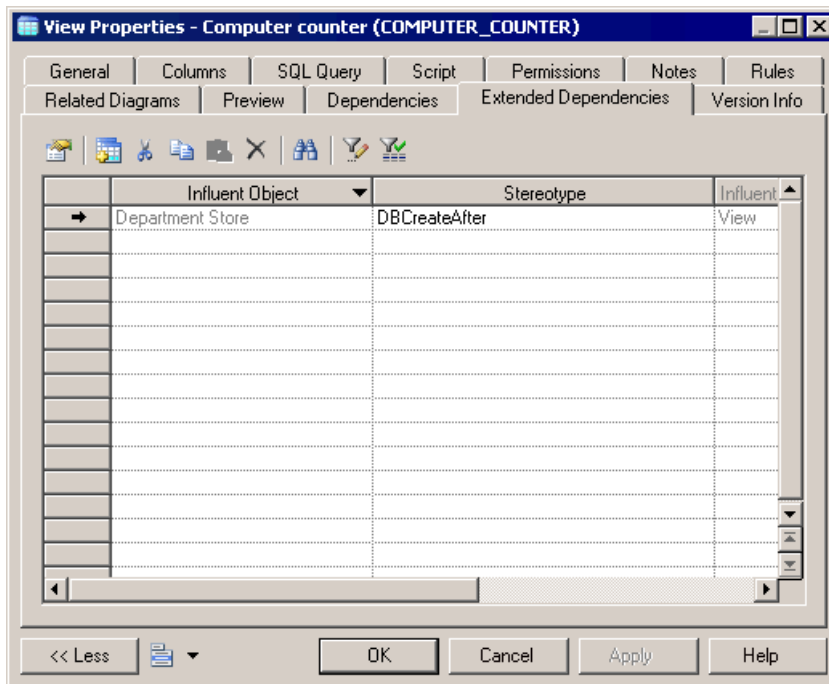 View Properties - Computer counter (COMPUTER_COUNTER)
General Columns SQL Query Script Permissions Notes Rules
Related Diagrams Preview Dependencies Extended Dependencies Version Info
Influent Object Stereotype Influent
Department Store DBCreateAfter View
<< Less OK Cancel Apply Help